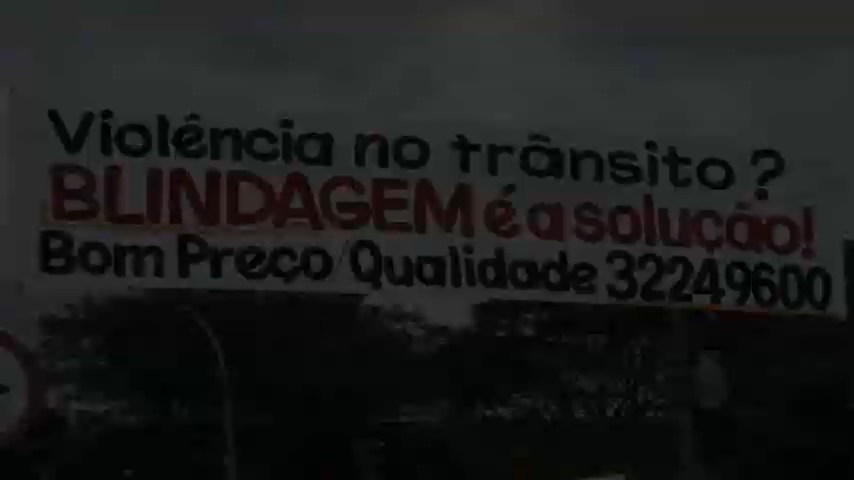 Violência no trânsito?
BLINDAGEM é a solução!
Bom Preço/Qualidade 32249600